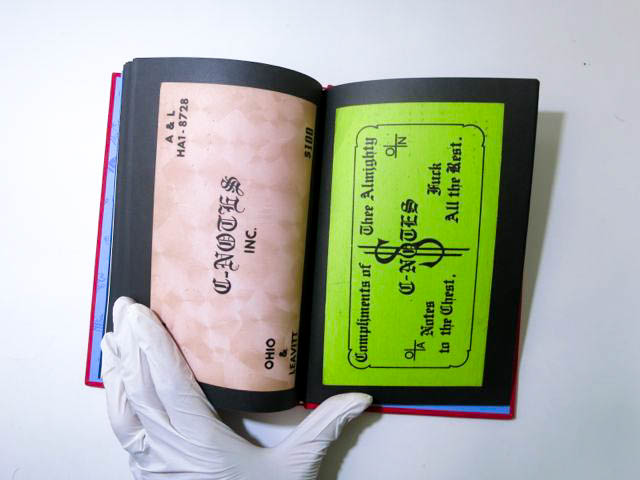 A & L
HA1-8728
C-NOTES
INC.
OHIO
&
LEAVITT
$100
Compliments of Thee Almighty
O/N
$
C-NOTES
O/A
Notes
to the Chest.
Fuck
All the Rest.